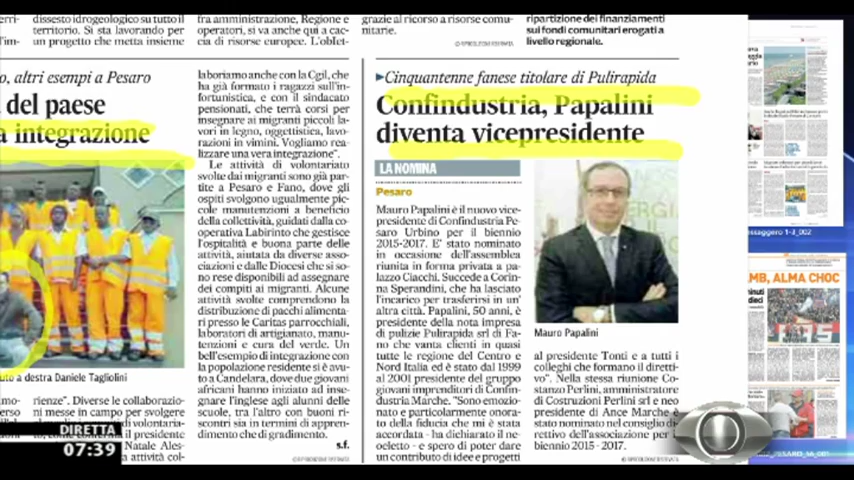 dissesto idrogeologico su tutto il
territorio. Si sta lavorando per
un progetto che metta insieme
fra amministrazione, Regione e
operatori, si va anche a cac-
cia di risorse europee. L'obiet-
grazie al ricorso a risorse comu-
nitarie.
© RIPRODUZIONE RISERVATA
ripartizione dei finanziamenti
sui fondi comunitari erogati a
livello regionale.
o, altri esempi a Pesaro
del paese
a integrazione
uto a destra Daniele Tagliolini
rienze". Diverse le collaborazio-
ni messe in campo per svolgere
di volontaria-
il presidente
Natale Ales-
attività col-
laboriamo anche con la Cgil, che
ha già formato i ragazzi sull'in-
fortunistica, e con il sindacato
pensionati, che terrà corsi per
insegnare ai migranti piccoli la-
vori in legno, oggettistica, lavo-
razioni in vimini. Vogliamo rea-
lizzare una vera integrazione".
Le attività di volontariato
svolte dai migranti sono già par-
tite a Pesaro e Fano, dove gli
ospiti svolgono ugualmente pic-
cole manutenzioni a beneficio
della collettività, guidati dalla co-
operativa Labirinto che gestisce
l'ospitalità e buona parte delle
attività, aiutata da diverse asso-
ciazioni e dalle Diocesi che si so-
no rese disponibili ad assegnare
dei compiti ai migranti. Alcune
attività svolte comprendono la
distribuzione di pacchi alimenta-
ri presso le Caritas parrocchiali,
laboratori di artigianato, manu-
tenzioni e cura del verde. Un
bell'esempio di integrazione con
la popolazione residente si è avu-
to a Candelara, dove due giovani
africani hanno iniziato ad inse-
gnare l'inglese agli alunni delle
scuole, tra l'altro con buoni ri-
scontri sia in termini di appren-
dimento che di gradimento.
s.f.
© RIPRODUZIONE RISERVATA
Cinquantenne fanese titolare di Pulirapida
Confindustria, Papalini
diventa vicepresidente
LA NOMINA
Pesaro
Mauro Papalini è il nuovo vice-
presidente di Confindustria Pe-
saro Urbino per il biennio
2015-2017. E' stato nominato
in occasione dell'assemblea
riunita in forma privata a pa-
lazzo Ciacchi. Succede a Corin-
na Sperandini, che ha lasciato
l'incarico per trasferirsi in un'
altra città. Papalini, 50 anni, è
presidente della nota impresa
di pulizie Pulirapida srl di Fa-
no che vanta clienti in quasi
tutte le regione del Centro e
Nord Italia ed è stato dal 1999
al 2001 presidente del gruppo
giovani imprenditori di Confin-
dustria Marche. "Sono emozio-
nato e particolarmente onora-
to della fiducia che mi è stata
accordata - ha dichiarato il ne-
oeletto - e spero di poter dare
un contributo di idee e progetti
Mauro Papalini
al presidente Tonti e a tutti i
colleghi che formano il diretti-
vo". Nella stessa riunione Co-
stanzo Perlini, amministratore
di Costruzioni Perlini srl e neo
presidente di Ance Marche è
stato nominato nel consiglio di-
rettivo dell'associazione per il
biennio 2015-2017.
© RIPRODUZIONE RISERVATA
ssaggero 1-3_002
MB, ALMA CHOC
PESARO_14_001
DIRETTA
07:39